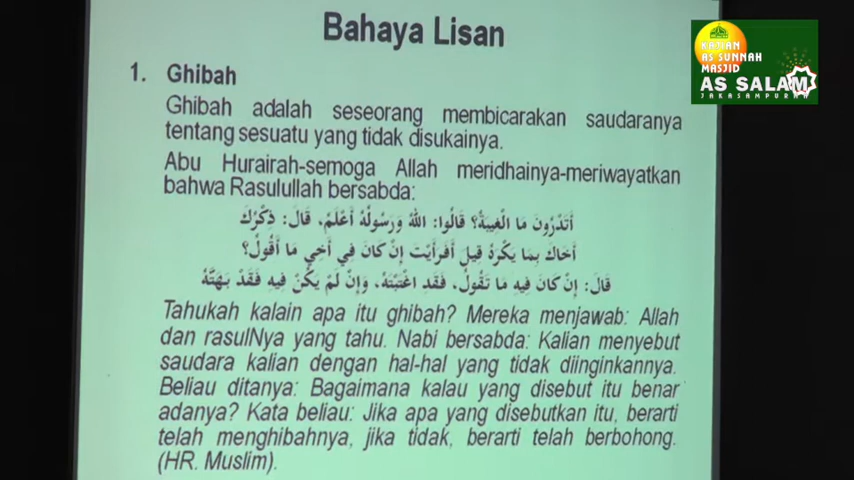 Bahaya Lisan
KAJIAN
AS SUNNAH
MASJID
AS SALAM
JAKASAMPURNA
1. Ghibah
Ghibah adalah seseorang membicarakan saudaranya
tentang sesuatu yang tidak disukainya.
Abu Hurairah-semoga Allah meridhainya-meriwayatkan
bahwa Rasulullah bersabda:
أَتَدْرُونَ مَا الْغِيبَةُ؟ قَالُوا: اللهُ وَرَسُولُهُ أَعْلَمُ، قَالَ: ذِكْرُكَ
أَخَاكَ بِمَا يَكْرَهُ قِيلَ أَفَرَأَيْتَ إِنْ كَانَ فِي أَخِي مَا أَقُولُ؟
قَالَ: إِنْ كَانَ فِيهِ مَا تَقُولُ، فَقَدِ اغْتَبْتَهُ، وَإِنْ لَمْ يَكُنْ فِيهِ فَقَدْ بَهَتَّهُ
Tahukah kalain apa itu ghibah? Mereka menjawab: Allah
dan rasulNya yang tahu. Nabi bersabda: Kalian menyebut
saudara kalian dengan hal-hal yang tidak diinginkannya.
Beliau ditanya: Bagaimana kalau yang disebut itu benar
adanya? Kata beliau: Jika apa yang disebutkan itu, berarti
telah menghibahnya, jika tidak, berarti telah berbohong.
(HR. Muslim).